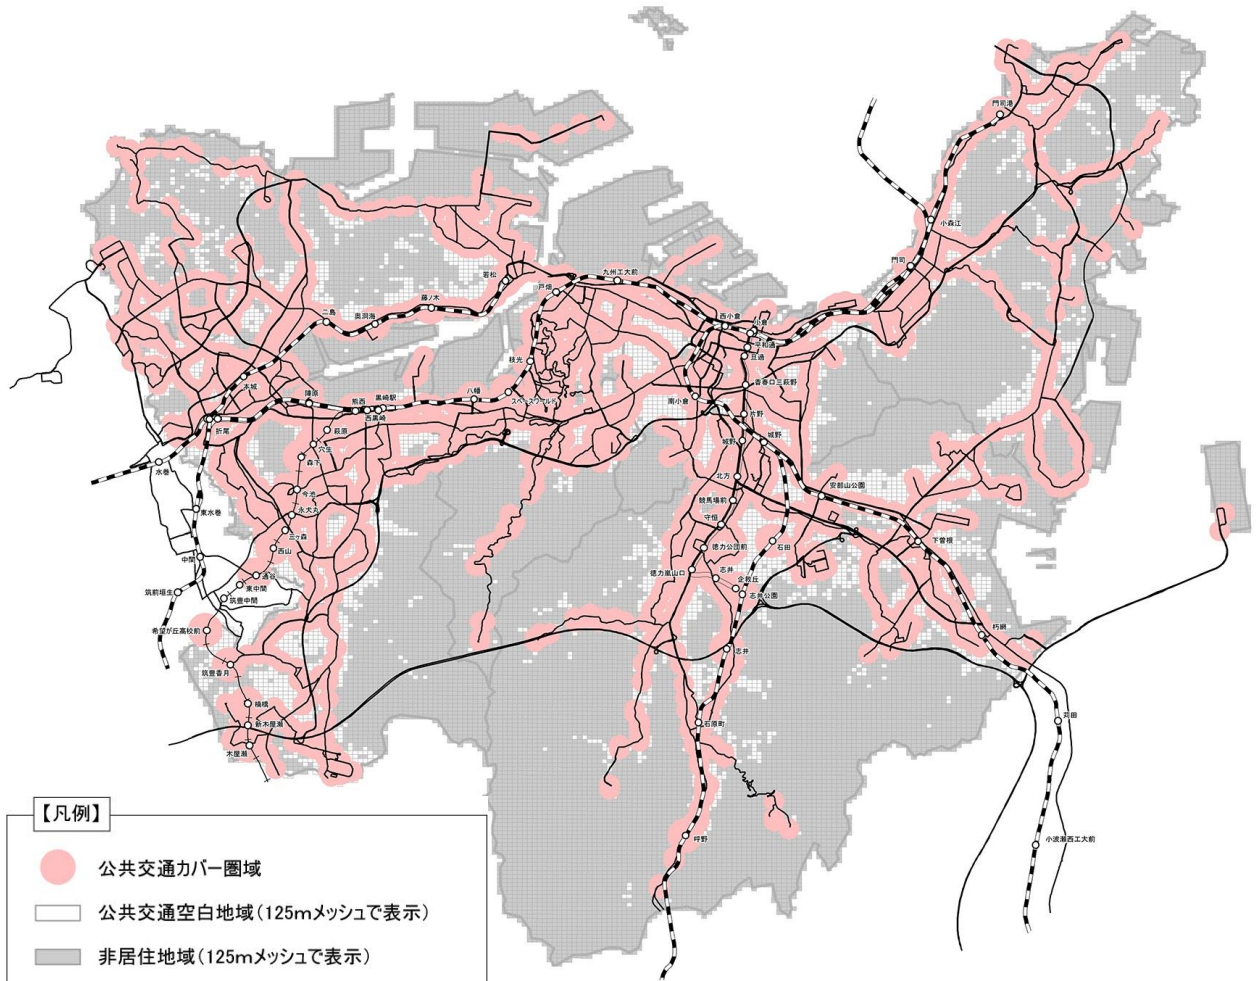 門司港
小森江
門司
九州工大前
戸畑
若松
藤ノ木
奥洞海
二島
西小倉
小倉
平和通
旦過
香春口三萩野
枝光
スペースワールド
八幡
黒崎駅
熊西
西黒崎
陣原
本城
折尾
水巻
南小倉
片野
城野
城野
萩原
穴生
森下
今池
永犬丸
三ヶ森
西山
通谷
東中間
筑豊中間
東水巻
中間
筑前垣生
希望が丘高校前
筑豊香月
楠橋
新木屋瀬
木屋瀬
北方
競馬場前
守恒
徳力公団前
徳力嵐山口
安部山公園
下曽根
石田
志井
企救丘
志井公園
志井
朽網
苅田
石原町
呼野
小波瀬西工大前
【凡例】
公共交通カバー圏域
公共交通空白地域(125mメッシュで表示)
非居住地域(125mメッシュで表示)